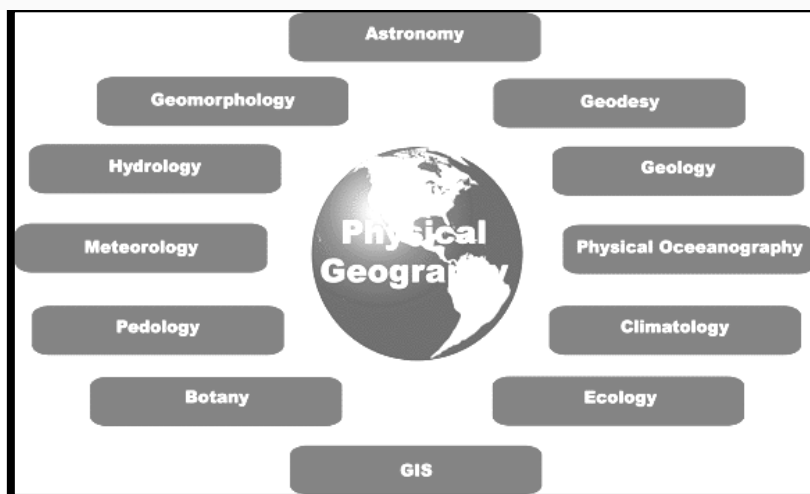 Astronomy
Geomorphology
Geodesy
Hydrology
Geology
Physical
Geography
Meteorology
Physical Oceeanography
Pedology
Climatology
Botany
Ecology
GIS